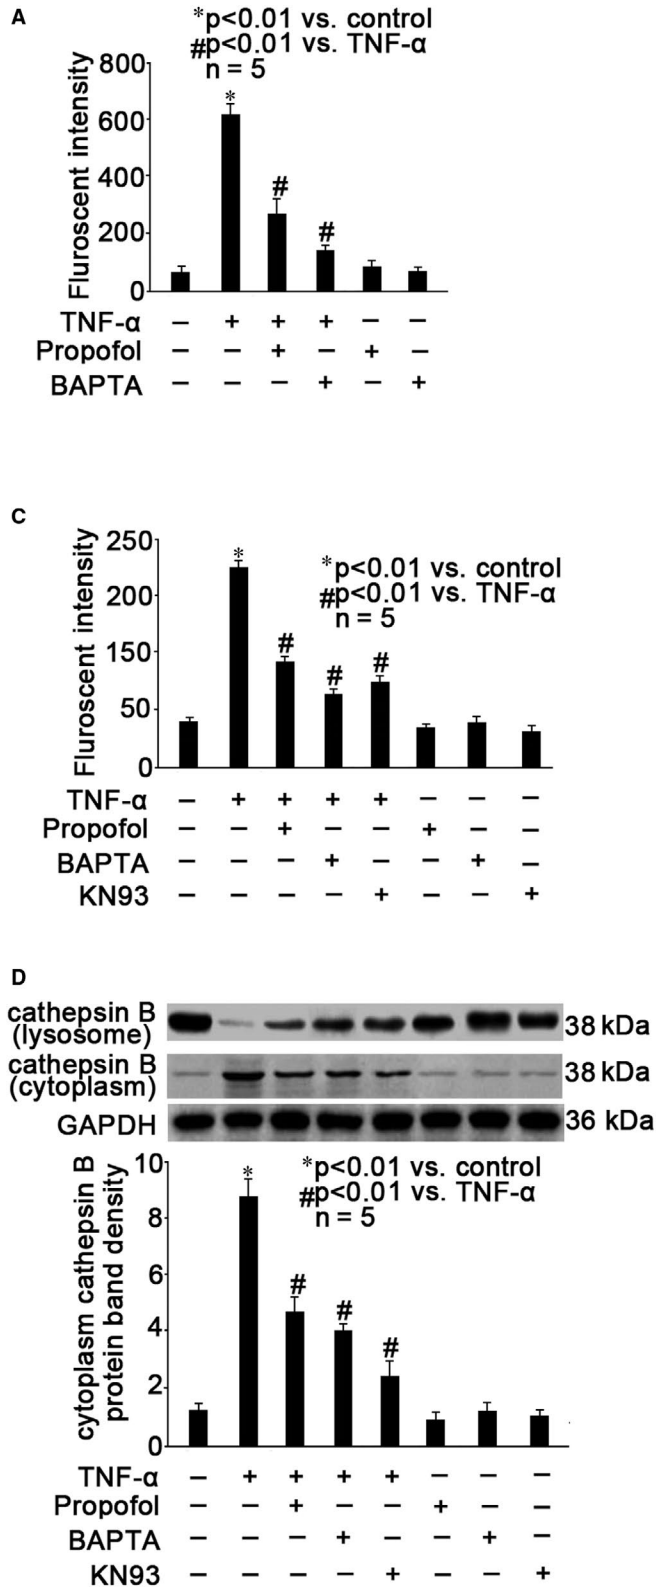 A
*p<0.01 vs. control
#p<0.01 vs. TNF-α
n = 5
Fluroscent intensity
800
600
400
200
0
*
#
#
TNF-α − + + + − −
Propofol − − + − + −
BAPTA − − − + − +
C
Fluroscent intensity
250
200
150
50
0
*p<0.01 vs. control
#p<0.01 vs. TNF-α
n = 5
*
#
#
#
TNF-α − + + + + − − −
Propofol − − + − − + − −
BAPTA − − − + − − + −
KN93 − − − − + − − +
D
cathepsin B
(lysosome)
38 kDa
cathepsin B
(cytoplasm)
38 kDa
GAPDH
36 kDa
cytoplasm cathepsin B
protein band density
10
8
6
4
2
0
*p<0.01 vs. control
#p<0.01 vs. TNF-α
n = 5
*
#
#
#
TNF-α − + + + + − − −
Propofol − − + − − + − −
BAPTA − − − + − − + −
KN93 − − − − + − − +